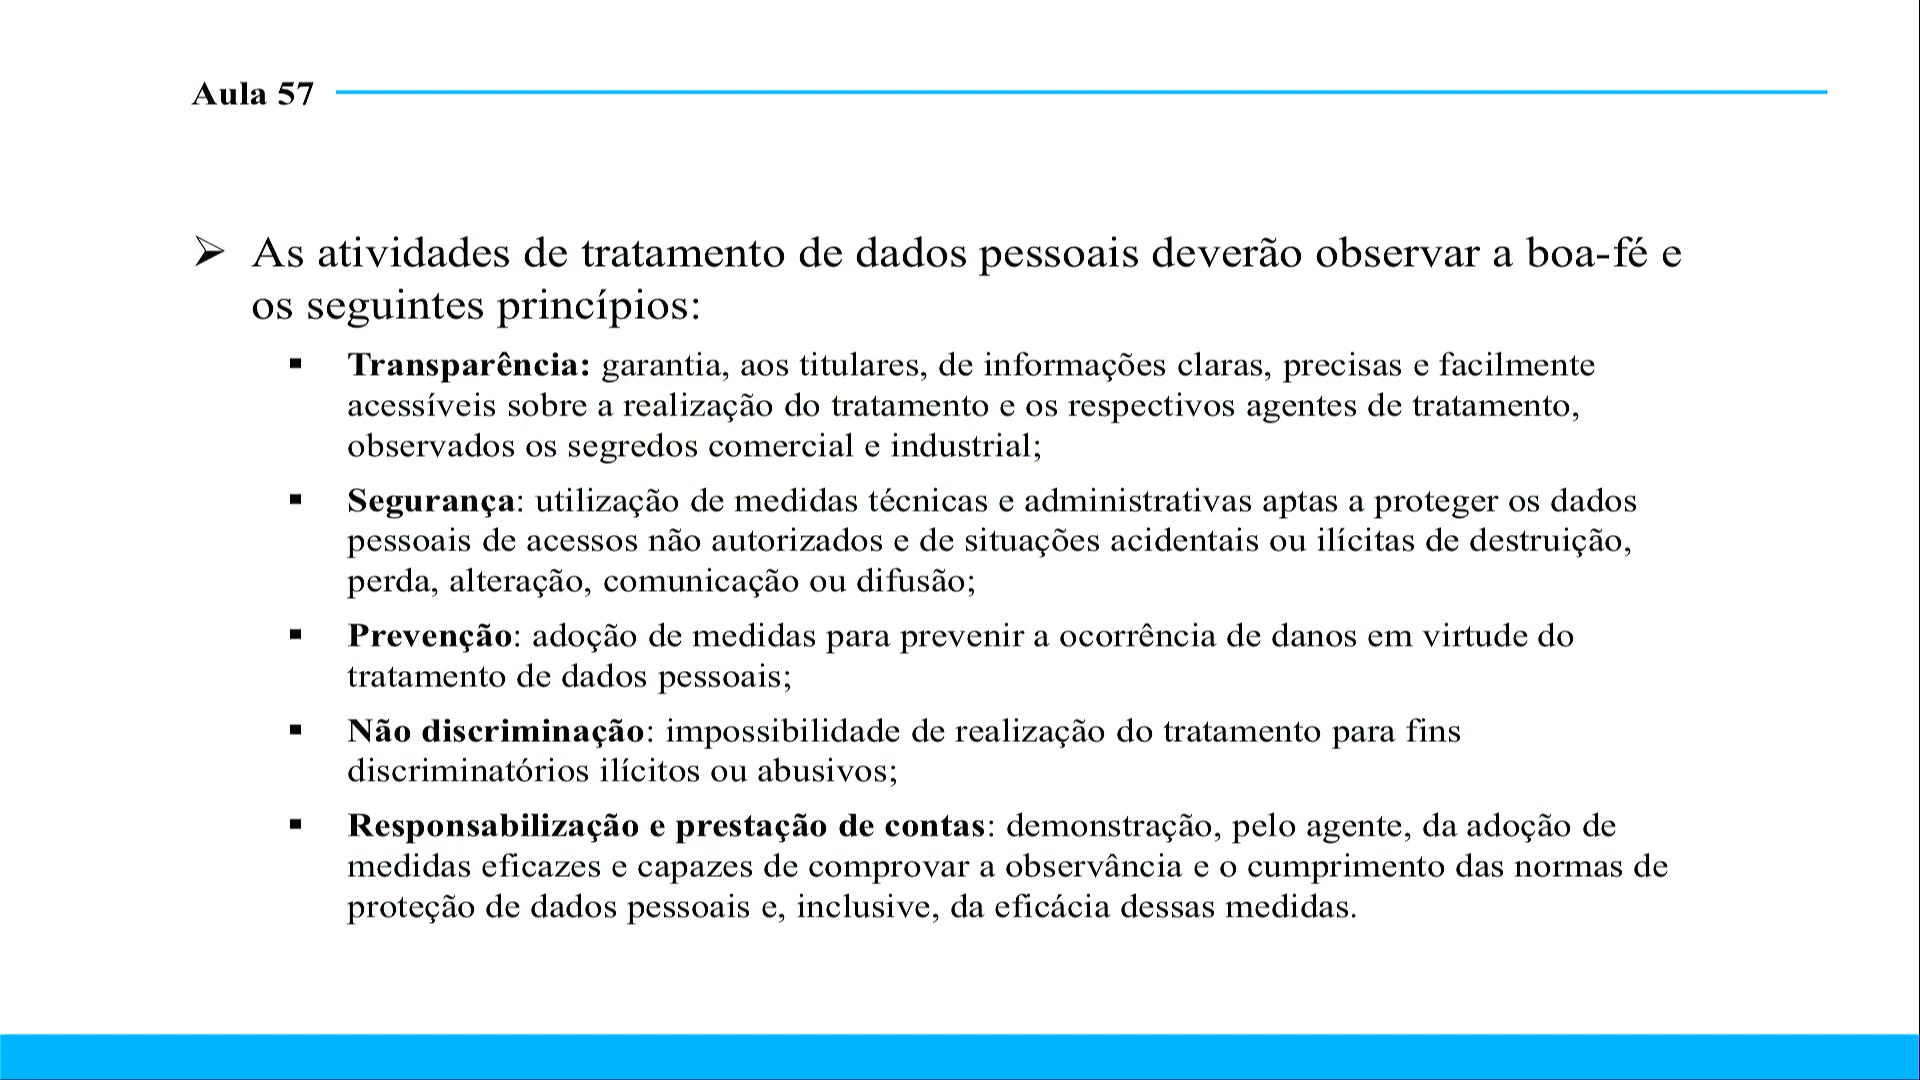 Aula 57
As atividades de tratamento de dados pessoais deverão observar a boa-fé e
os seguintes princípios:
Transparência: garantia, aos titulares, de informações claras, precisas e facilmente
acessíveis sobre a realização do tratamento e os respectivos agentes de tratamento,
observados os segredos comercial e industrial;
Segurança: utilização de medidas técnicas e administrativas aptas a proteger os dados
pessoais de acessos não autorizados e de situações acidentais ou ilícitas de destruição,
perda, alteração, comunicação ou difusão;
Prevenção: adoção de medidas para prevenir a ocorrência de danos em virtude do
tratamento de dados pessoais;
Não discriminação: impossibilidade de realização do tratamento para fins
discriminatórios ilícitos ou abusivos;
Responsabilização e prestação de contas: demonstração, pelo agente, da adoção de
medidas eficazes e capazes de comprovar a observância e o cumprimento das normas de
proteção de dados pessoais e, inclusive, da eficácia dessas medidas.